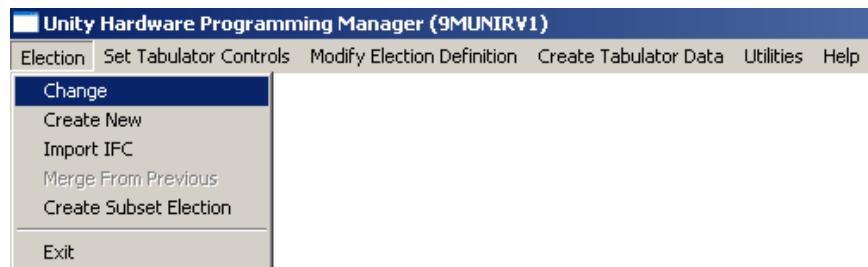 Unity Hardware Programming Manager (9MUNIRV1)
Election Set Tabulator Controls Modify Election Definition Create Tabulator Data Utilities Help
Change
Create New
Import IFC
Merge From Previous
Create Subset Election
Exit